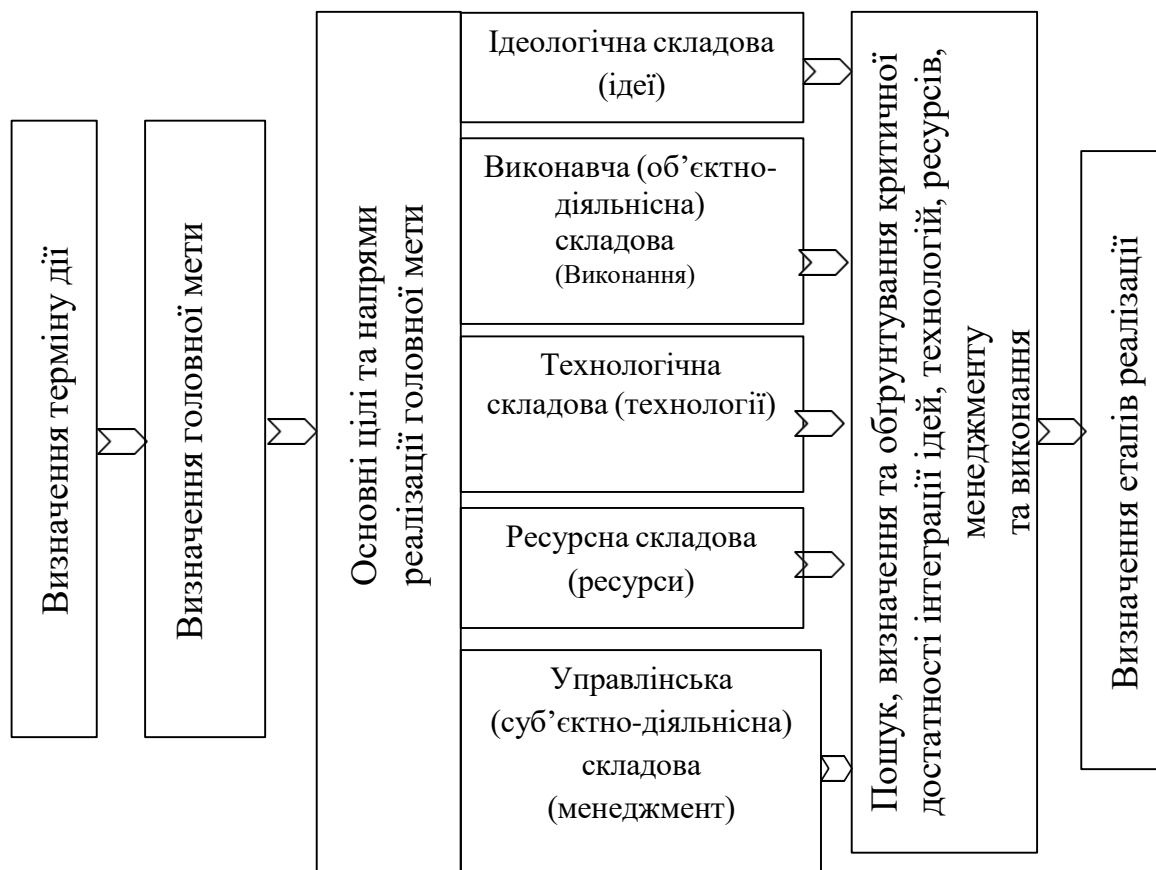 Визначення терміну дії
Визначення головної мети
Основні цілі та напрями
реалізації головної мети
Ідеологічна складова
(ідеї)
Виконавча (об’єктно-
діяльнісна)
складова
(Виконання)
Технологічна
складова (технології)
Ресурсна складова
(ресурси)
Управлінська
(суб’єктно-діяльнісна)
складова
(менеджмент)
Пошук, визначення та обґрунтування критичної
достатності інтеграції ідей, технологій, ресурсів,
менеджменту
та виконання
Визначення етапів реалізації